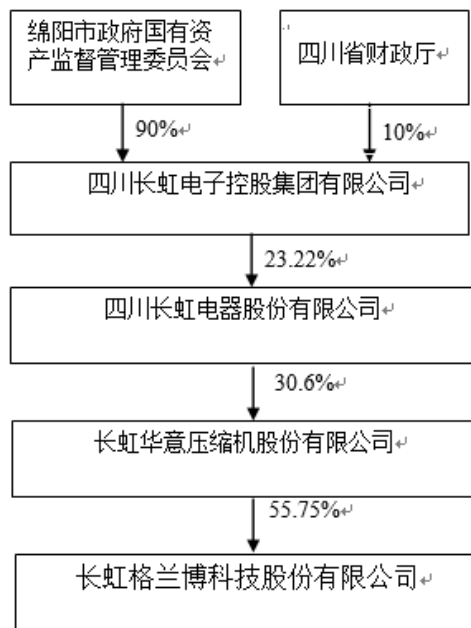 绵阳市政府国有资
产监督管理委员会
四川省财政厅
90%
10%
四川长虹电子控股集团有限公司
23.22%
四川长虹电器股份有限公司
30.6%
长虹华意压缩机股份有限公司
55.75%
长虹格兰博科技股份有限公司